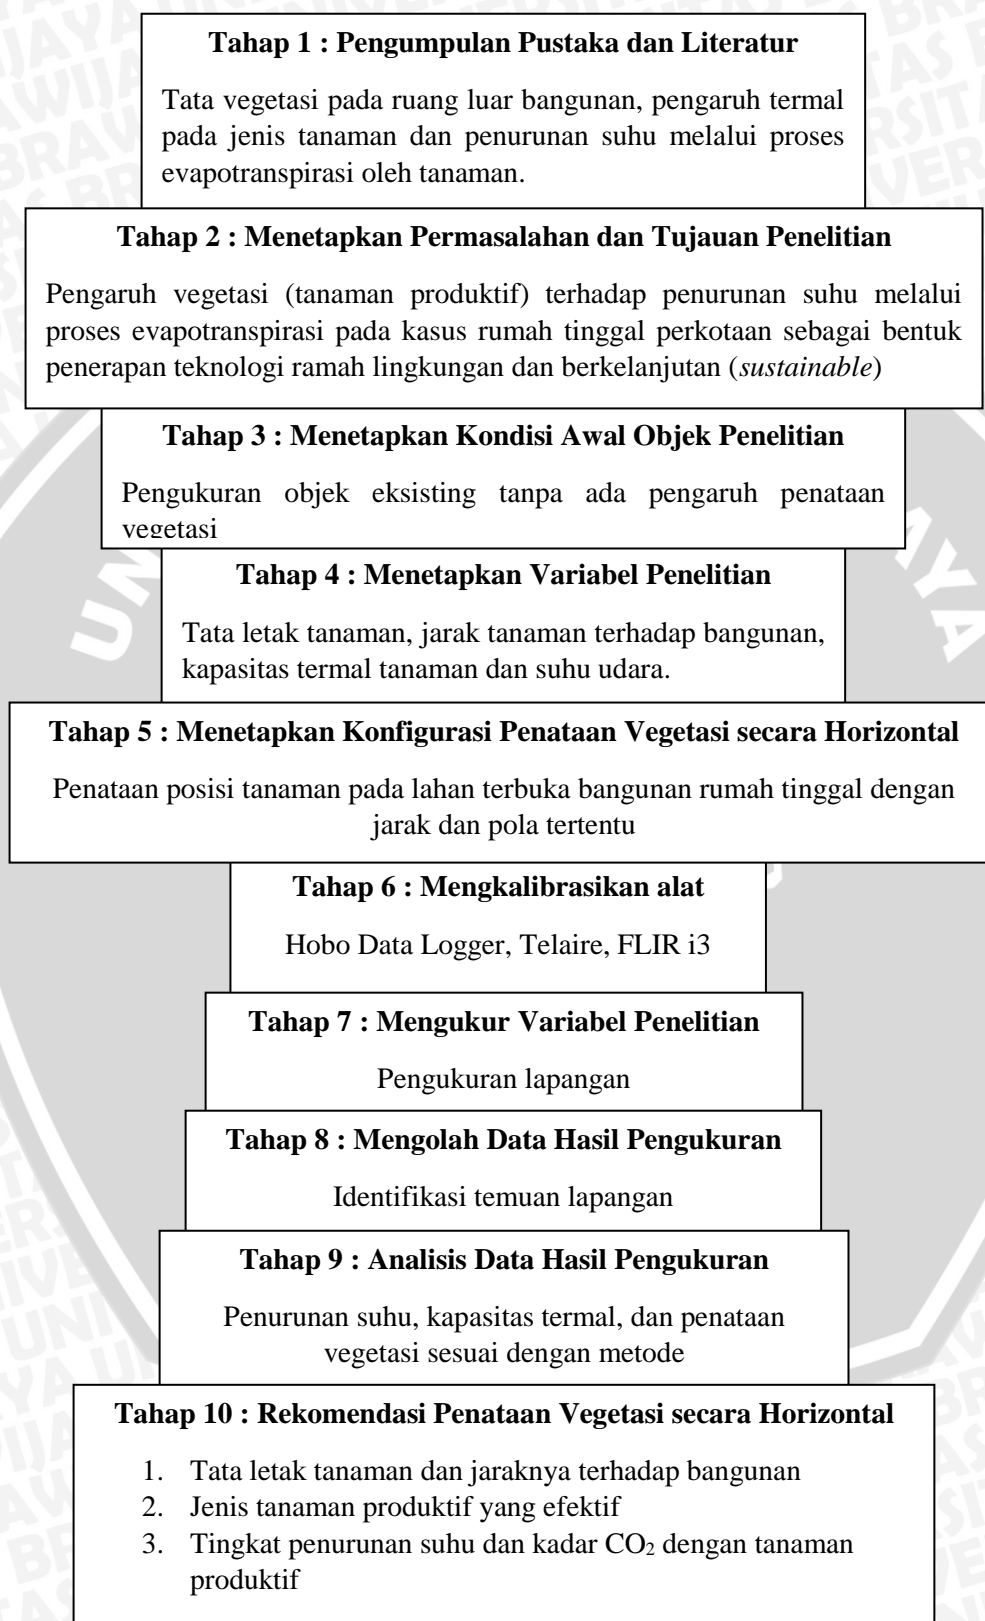 Tahap 1 : Pengumpulan Pustaka dan Literatur
Tata vegetasi pada ruang luar bangunan, pengaruh termal
pada jenis tanaman dan penurunan suhu melalui proses
evapotranspirasi oleh tanaman.
Tahap 2 : Menetapkan Permasalahan dan Tujauan Penelitian
Pengaruh vegetasi (tanaman produktif) terhadap penurunan suhu melalui
proses evapotranspirasi pada kasus rumah tinggal perkotaan sebagai bentuk
penerapan teknologi ramah lingkungan dan berkelanjutan (sustainable)
Tahap 3 : Menetapkan Kondisi Awal Objek Penelitian
Pengukuran objek eksisting tanpa ada pengaruh penataan
vegetasi
Tahap 4 : Menetapkan Variabel Penelitian
Tata letak tanaman, jarak tanaman terhadap bangunan,
kapasitas termal tanaman dan suhu udara.
Tahap 5 : Menetapkan Konfigurasi Penataan Vegetasi secara Horizontal
Penataan posisi tanaman pada lahan terbuka bangunan rumah tinggal dengan
jarak dan pola tertentu
Tahap 6 : Mengkalibrasikan alat
Hobo Data Logger, Telaire, FLIR i3
Tahap 7 : Mengukur Variabel Penelitian
Pengukuran lapangan
Tahap 8 : Mengolah Data Hasil Pengukuran
Identifikasi temuan lapangan
Tahap 9 : Analisis Data Hasil Pengukuran
Penurunan suhu, kapasitas termal, dan penataan
vegetasi sesuai dengan metode
Tahap 10 : Rekomendasi Penataan Vegetasi secara Horizontal
1. Tata letak tanaman dan jaraknya terhadap bangunan
2. Jenis tanaman produktif yang efektif
3. Tingkat penurunan suhu dan kadar CO₂ dengan tanaman
produktif